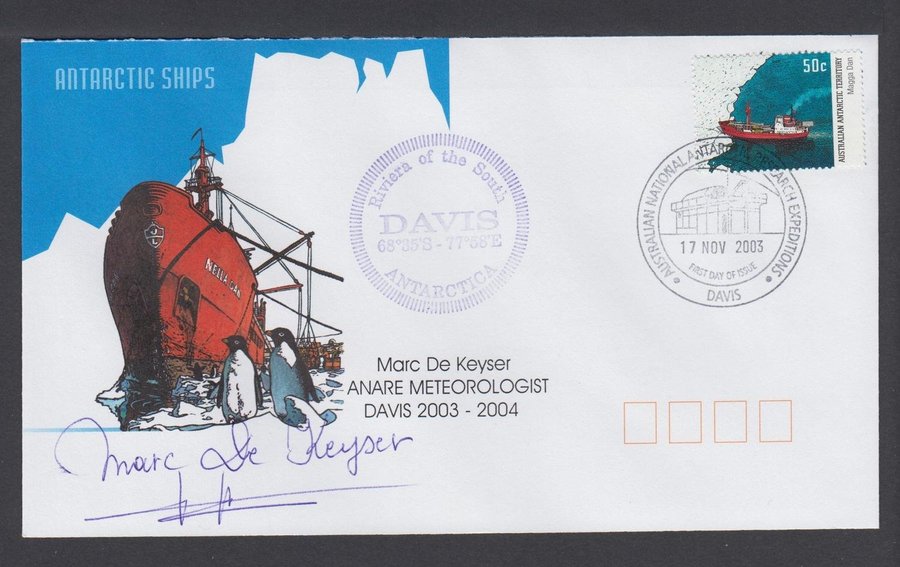 ANTARCTIC SHIPS
50c
AUSTRALIAN ANTARCTIC TERRITORY
Magga Dan
Riviera of the South
DAVIS
68°35'S - 77°58'E
ANTARCTICA
AUSTRALIAN NATIONAL ANTARCTIC RESEARCH EXPEDITIONS
17 NOV 2003
FIRST DAY OF ISSUE
DAVIS
JL
NELLA DAN
Marc De Keyser
ANARE METEOROLOGIST
DAVIS 2003 - 2004
Marc De Keyser